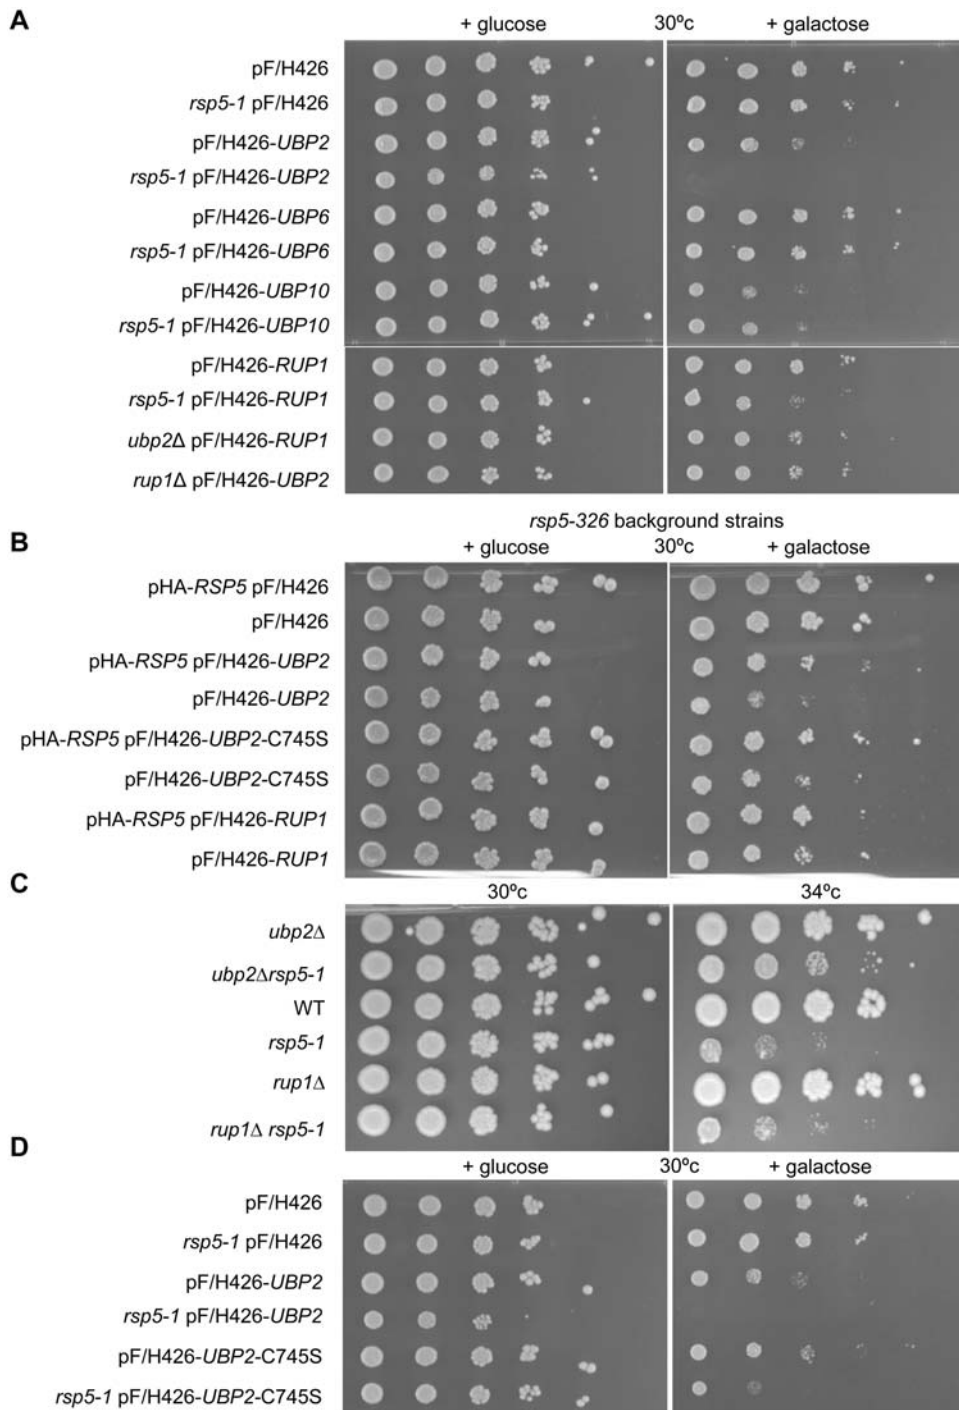 A
+ glucose 30ºc + galactose
pF/H426
rsp5-1 pF/H426
pF/H426-UBP2
rsp5-1 pF/H426-UBP2
pF/H426-UBP6
rsp5-1 pF/H426-UBP6
pF/H426-UBP10
rsp5-1 pF/H426-UBP10
pF/H426-RUP1
rsp5-1 pF/H426-RUP1
ubp2Δ pF/H426-RUP1
rup1Δ pF/H426-UBP2
rsp5-326 background strains
B
+ glucose 30ºc + galactose
pHA-RSP5 pF/H426
pF/H426
pHA-RSP5 pF/H426-UBP2
pF/H426-UBP2
pHA-RSP5 pF/H426-UBP2-C745S
pF/H426-UBP2-C745S
pHA-RSP5 pF/H426-RUP1
pF/H426-RUP1
C
30ºc 34ºc
ubp2Δ
ubp2Δrsp5-1
WT
rsp5-1
rup1Δ
rup1Δ rsp5-1
D
+ glucose 30ºc + galactose
pF/H426
rsp5-1 pF/H426
pF/H426-UBP2
rsp5-1 pF/H426-UBP2
pF/H426-UBP2-C745S
rsp5-1 pF/H426-UBP2-C745S